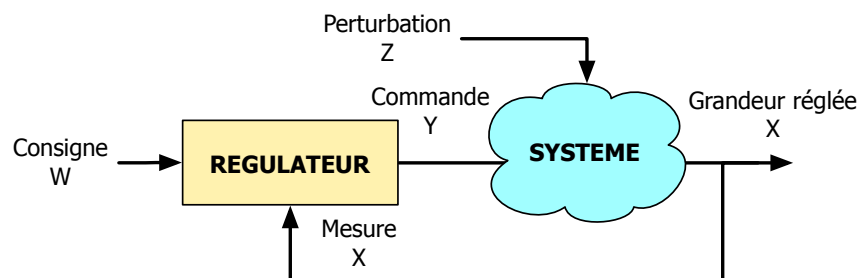 Perturbation
Z
Commande
Y
Grandeur réglée
X
Consigne
W
REGULATEUR
SYSTEME
Mesure
X